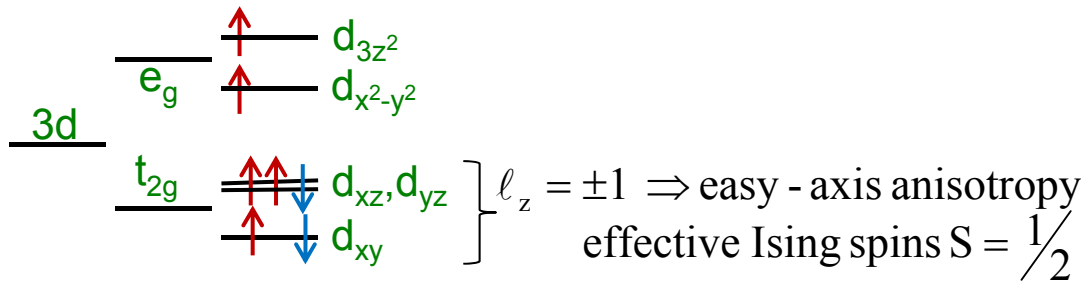 d3z²
eg
dx²-y²
3d
t2g
dxz,dyz
ℓz = ±1 ⇒ easy - axis anisotropy
dxy
effective Ising spins S = 1/2